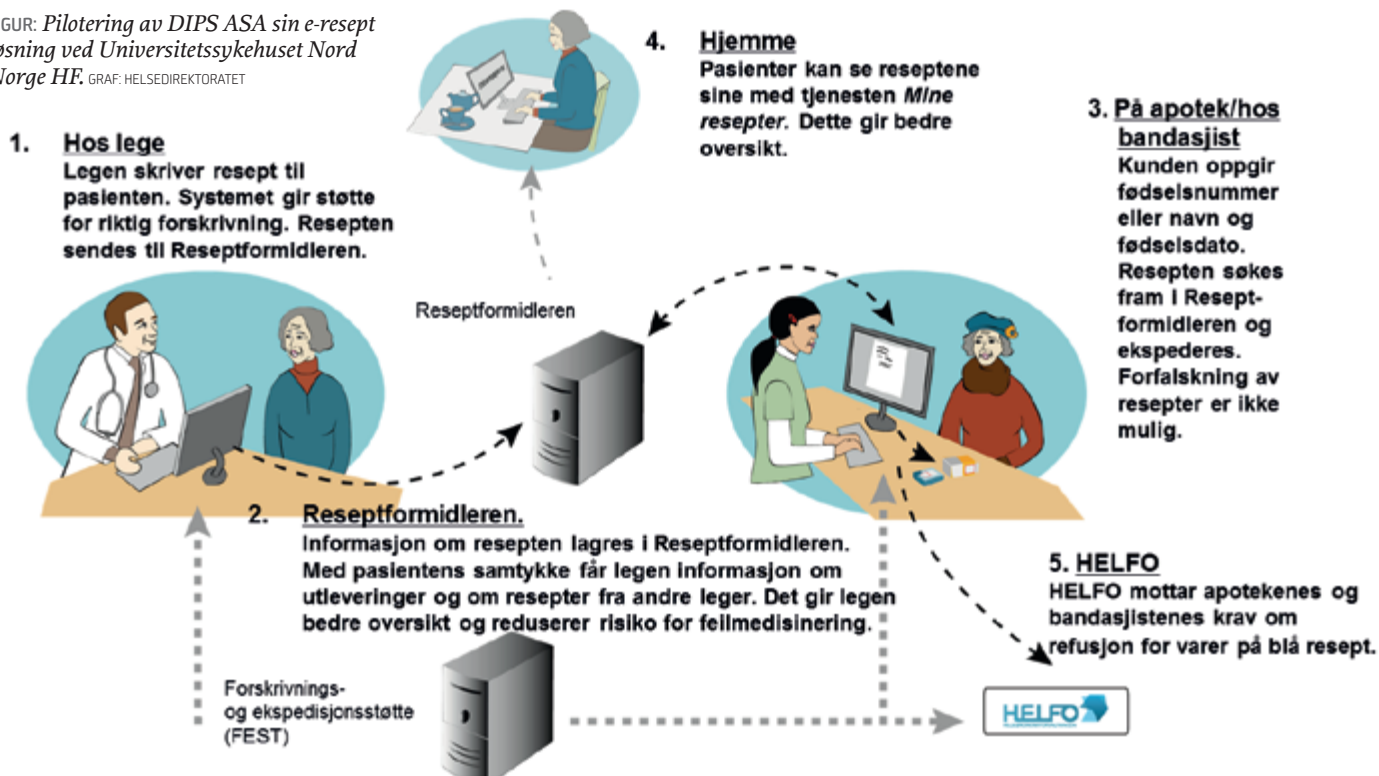 GUR: Pilotering av DIPS ASA sin e-resept
øsning ved Universitetssykehuset Nord
Norge HF. GRAF: HELSEDIREKTORATET
1. Hos lege
Legen skriver resept til
pasienten. Systemet gir støtte
for riktig forskrivning. Resepten
sendes til Reseptformidleren.
4. Hjemme
Pasienter kan se reseptene
sine med tjenesten Mine
resepter. Dette gir bedre
oversikt.
3. På apotek/hos
bandasjist
Kunden oppgir
fødselsnummer
eller navn og
fødselsdato.
Resepten søkes
fram i Resept-
formidleren og
ekspederes.
Forfalskning av
resepter er ikke
mulig.
Reseptformidleren
2. Reseptformidleren.
Informasjon om resepten lagres i Reseptformidleren.
Med pasientens samtykke får legen informasjon om
utleveringer og om resepter fra andre leger. Det gir legen
bedre oversikt og reduserer risiko for feilmedisinering.
5. HELFO
HELFO mottar apotekenes og
bandasjistenes krav om
refusjon for varer på blå resept.
Forskrivnings-
og ekspedisjonsstøtte
(FEST)
HELFO